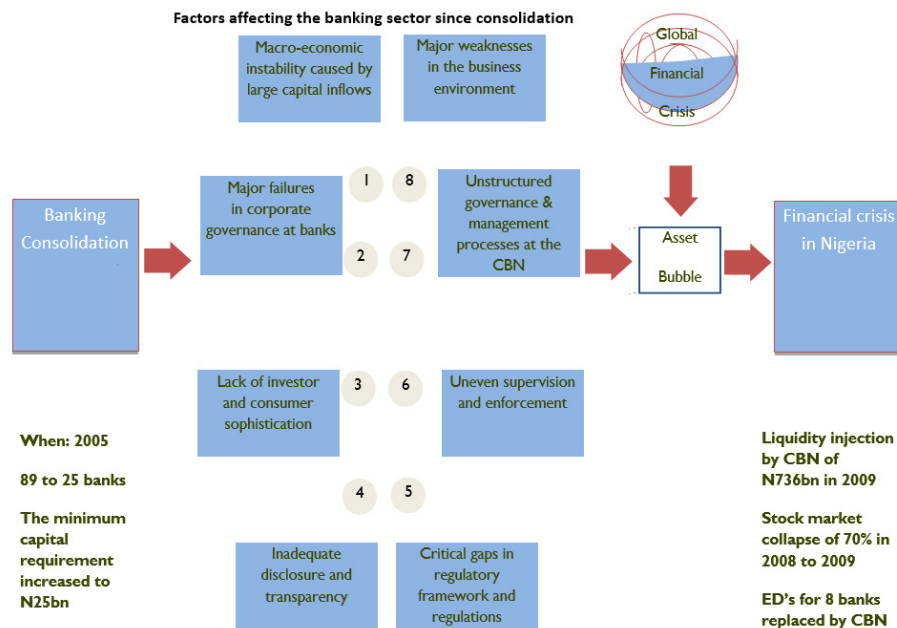 Factors affecting the banking sector since consolidation
Macro-economic
instability caused by
large capital inflows
Major weaknesses
in the business
environment
Global
Financial
Crisis
Banking
Consolidation
Major failures
in corporate
governance at banks
1
8
2
7
Unstructured
governance &
management
processes at the
CBN
Asset
Bubble
Financial crisis
in Nigeria
Lack of investor
and consumer
sophistication
3
6
Uneven supervision
and enforcement
4
5
Inadequate
disclosure and
transparency
Critical gaps in
regulatory
framework and
regulations
When: 2005
89 to 25 banks
The minimum
capital
requirement
increased to
N25bn
Liquidity injection
by CBN of
N736bn in 2009
Stock market
collapse of 70% in
2008 to 2009
ED's for 8 banks
replaced by CBN